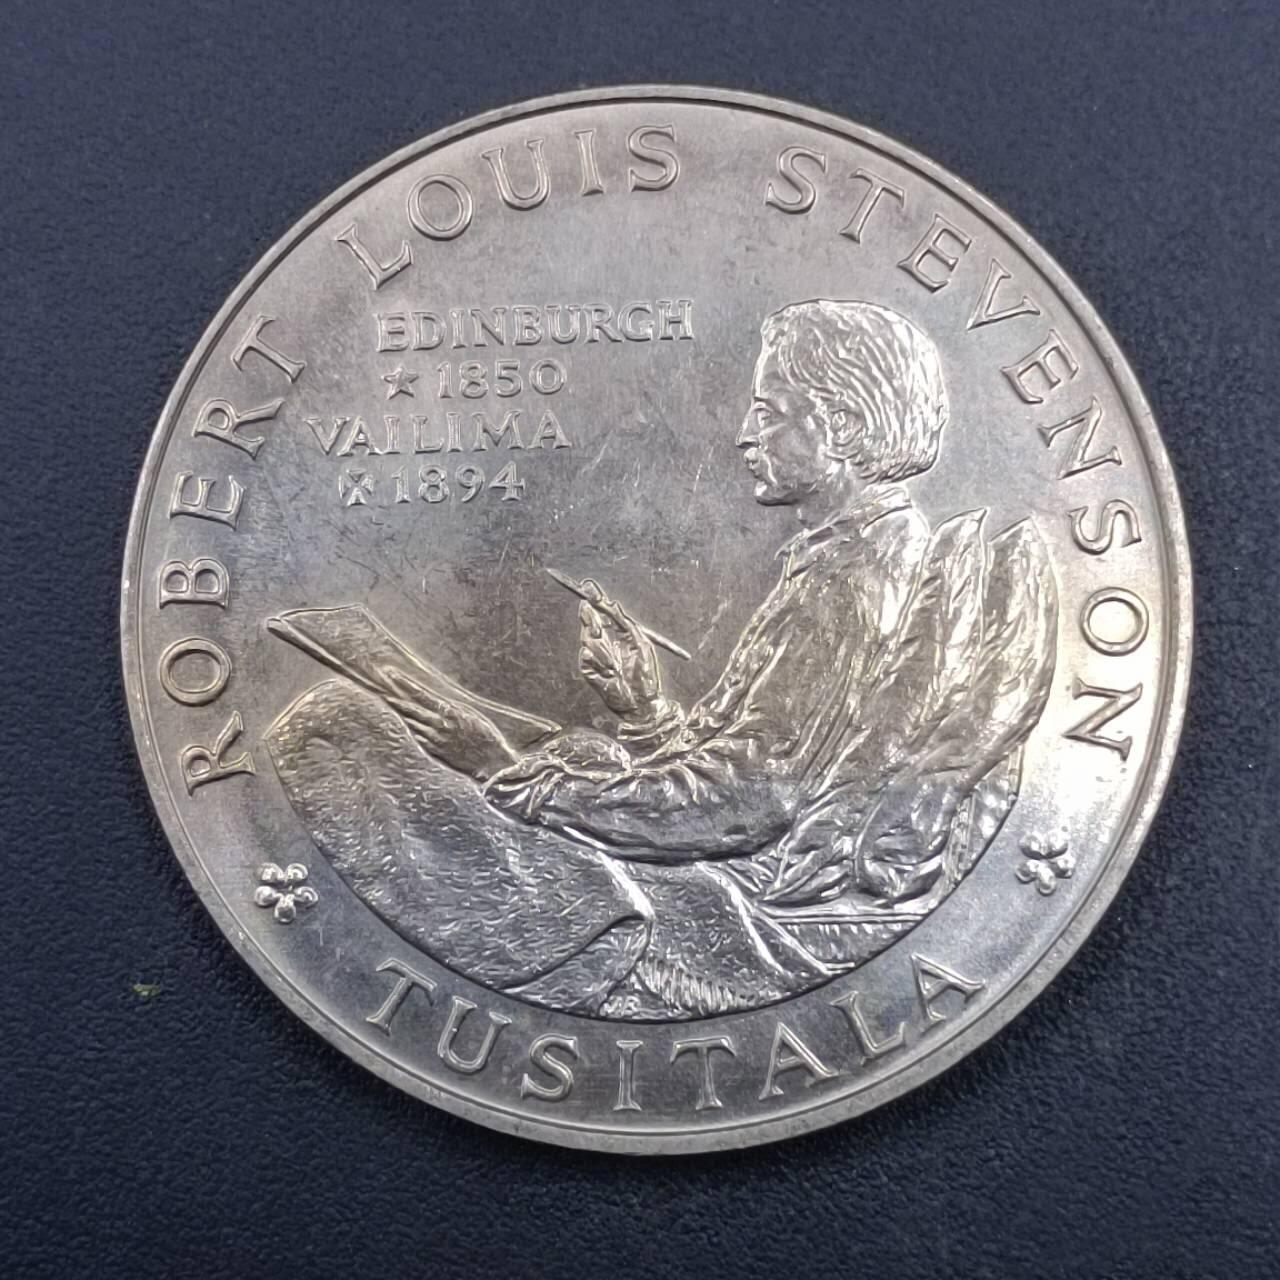 ROBERT LOUIS STEVENSON
EDINBURGH
★ 1850
VAILIMA
✠ 1894
TUSITALA